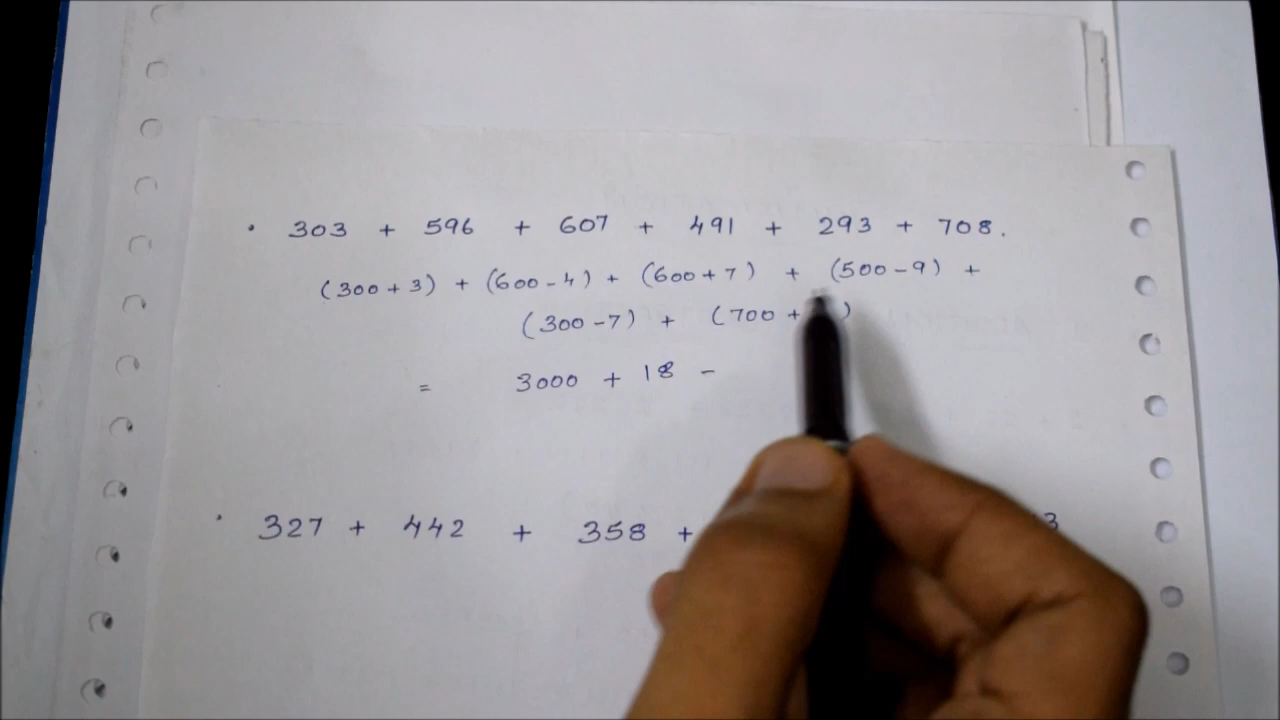 · 303 + 596 + 607 + 491 + 293 + 708.
(300 + 3) + (600 - 4) + (600 + 7) + (500 - 9) +
(300 - 7) + (700 + )
= 3000 + 18 -
· 327 + 442 + 358 + 3